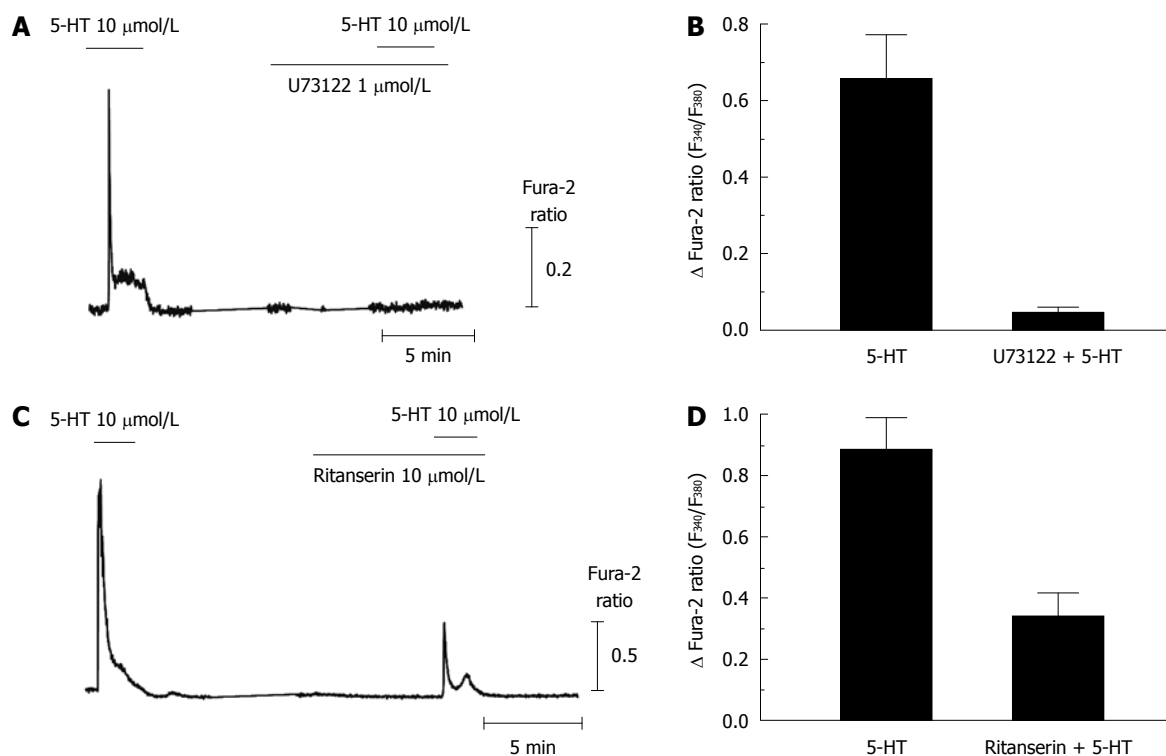 A
5-HT 10 μmol/L
5-HT 10 μmol/L
U73122 1 μmol/L
Fura-2
ratio
0.2
5 min
B
0.8
0.6
0.4
0.2
0.0
Δ Fura-2 ratio (F340/F380)
5-HT
U73122 + 5-HT
C
5-HT 10 μmol/L
5-HT 10 μmol/L
Ritanserin 10 μmol/L
Fura-2
ratio
0.5
5 min
D
1.0
0.8
0.6
0.4
0.2
0.0
Δ Fura-2 ratio (F340/F380)
5-HT
Ritanserin + 5-HT